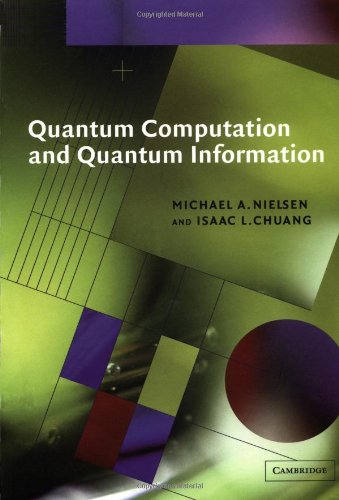 Quantum Computation
and Quantum Information
MICHAEL A. NIELSEN
AND ISAAC L. CHUANG
CAMBRIDGE